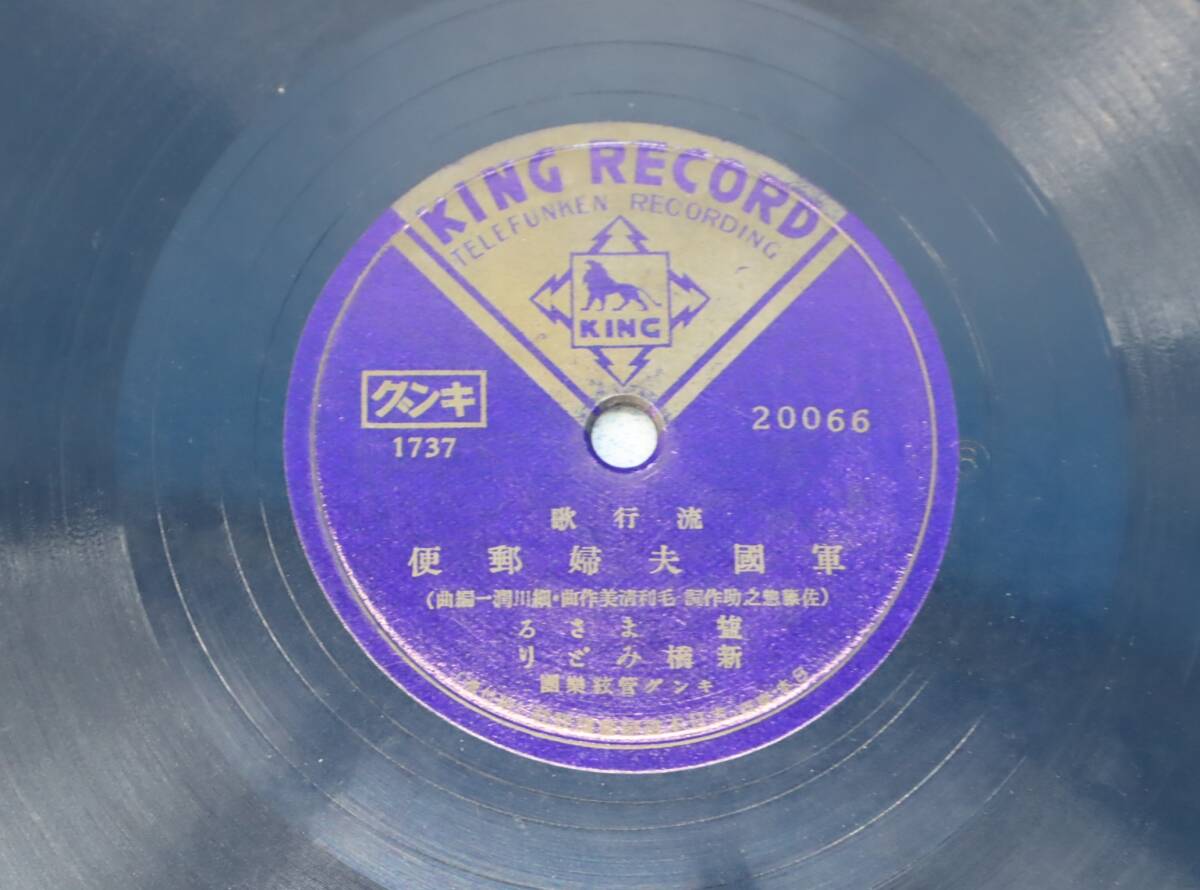 KING RECORD
TELEFUNKEN RECORDING
KING
キング
1737
20066
流行歌
軍國夫婦郵便
(佐藤惣之助作詞・毛利清美作曲・細川潤一編曲)
鹽まさる
新橋みどり
キング管絃樂團